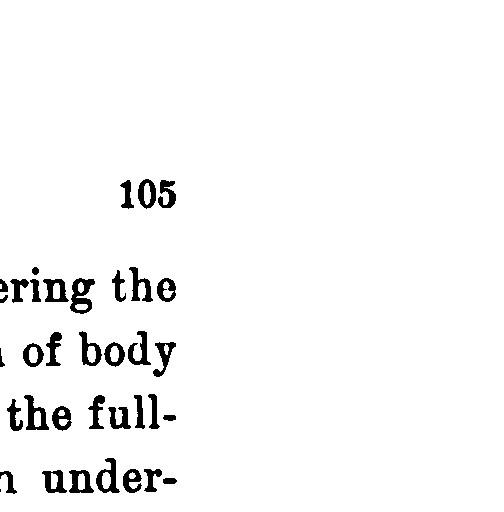 105
ering the
of body
the full-
under-